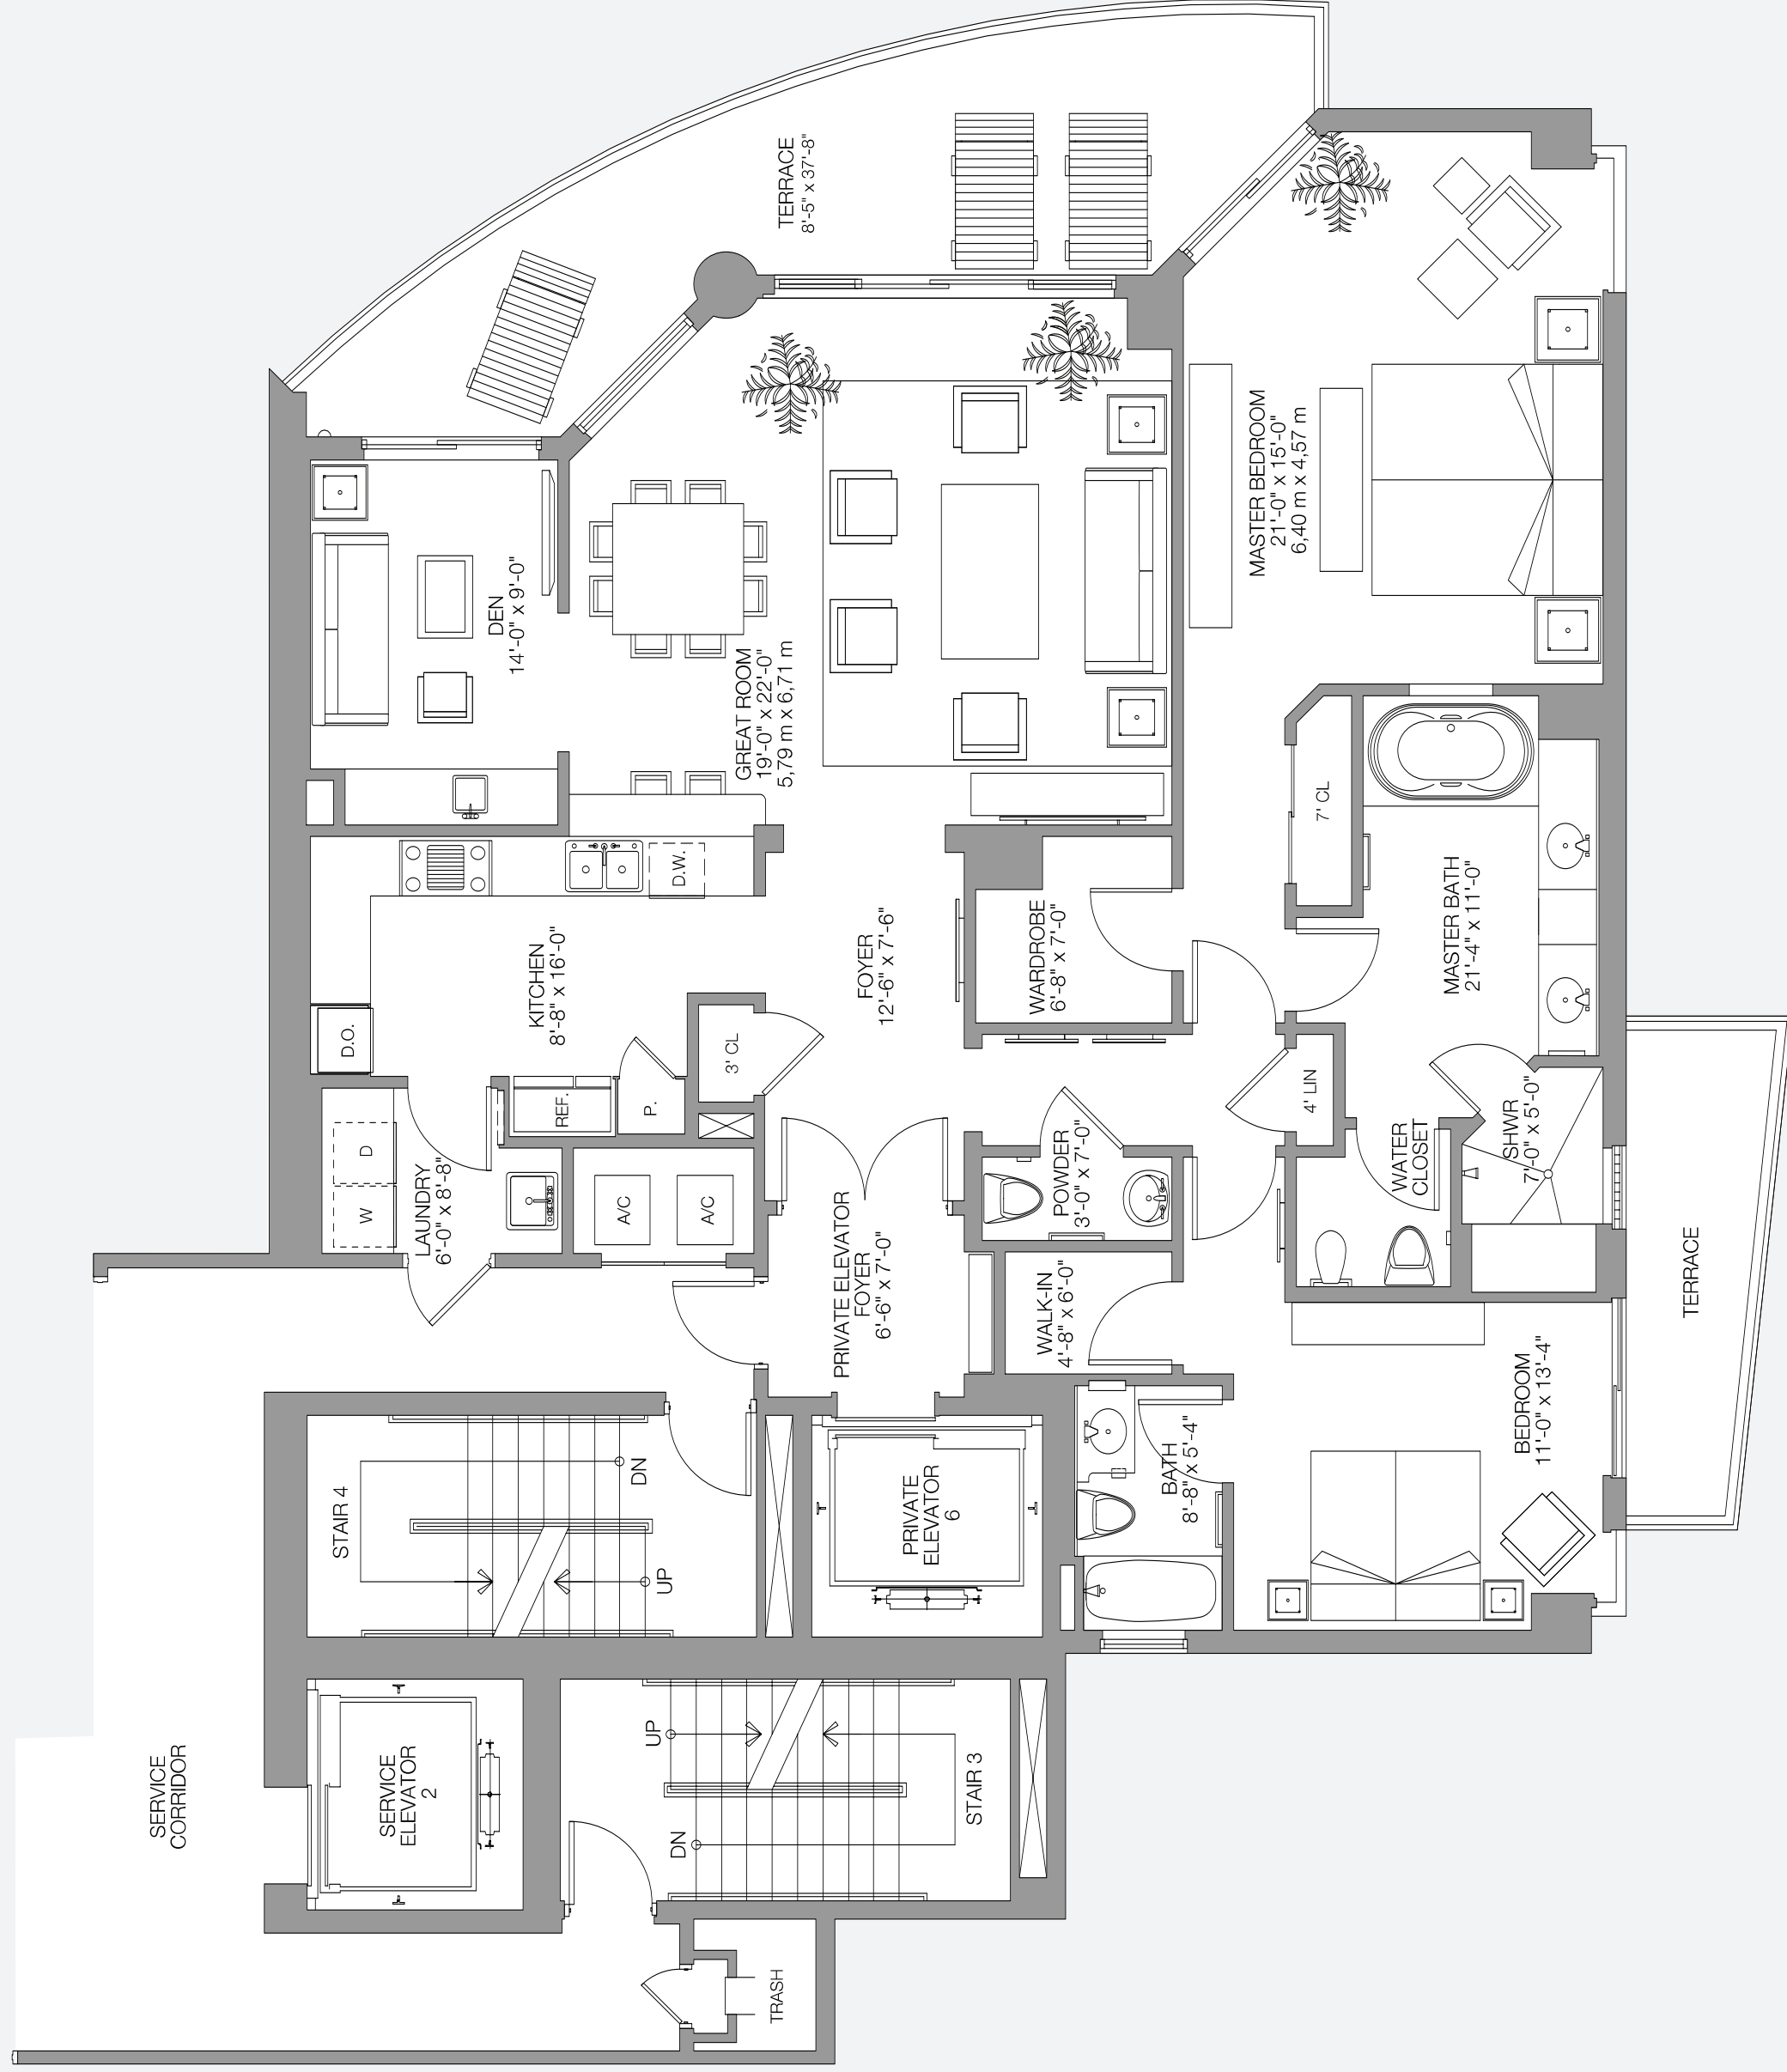 TERRACE
8'-5" x 37'-8"
DEN
14'-0" x 9'-0"
GREAT ROOM
19'-0" x 22'-0"
5,79 m x 6,71 m
MASTER BEDROOM
21'-0" x 15'-0"
6,40 m x 4,57 m
7' CL
D.W.
KITCHEN
8'-8" x 16'-0"
D.O.
FOYER
12'-6" x 7'-6"
WARDROBE
6'-8" x 7'-0"
MASTER BATH
21'-4" x 11'-0"
3' CL
REF.
P.
4' LIN
D
W
LAUNDRY
6'-0" x 8'-8"
A/C
A/C
POWDER
3'-0" x 7'-0"
WATER
CLOSET
SHWR
7'-0" x 5'-0"
PRIVATE ELEVATOR
FOYER
6'-6" x 7'-0"
WALK-IN
4'-8" x 6'-0"
TERRACE
BEDROOM
11'-0" x 13'-4"
BATH
8'-8" x 5'-4"
STAIR 4
DN
UP
PRIVATE
ELEVATOR
6
SERVICE
CORRIDOR
SERVICE
ELEVATOR
2
UP
DN
STAIR 3
TRASH